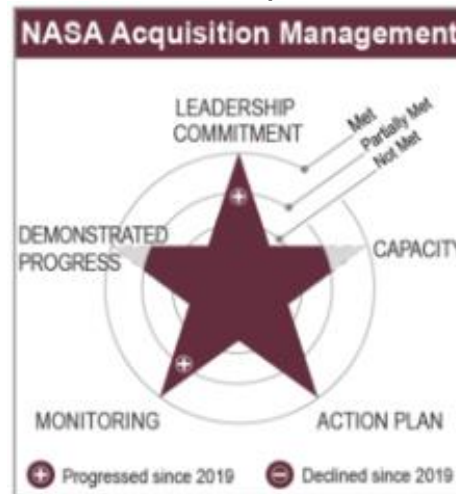 NASA Acquisition Management
LEADERSHIP
COMMITMENT
Met
Partially Met
Not Met
DEMONSTRATED
PROGRESS
CAPACITY
MONITORING
ACTION PLAN
Progressed since 2019
Declined since 2019